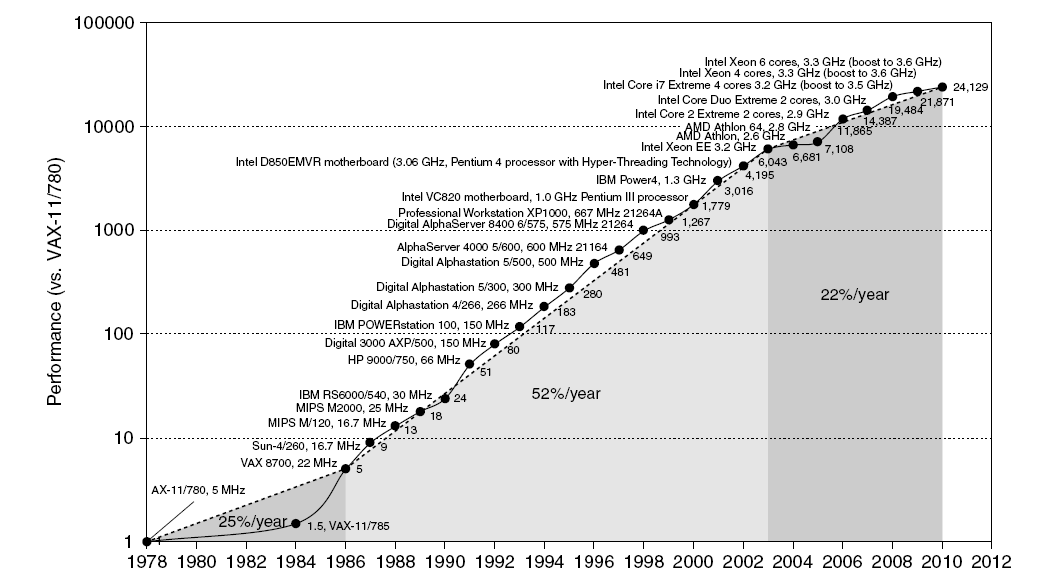 100000
Intel Xeon 6 cores, 3.3 GHz (boost to 3.6 GHz)
Intel Xeon 4 cores, 3.3 GHz (boost to 3.6 GHz)
Intel Core i7 Extreme 4 cores 3.2 GHz (boost to 3.5 GHz)
24,129
Intel Core Duo Extreme 2 cores, 3.0 GHz
21,871
Intel Core 2 Extreme 2 cores, 2.9 GHz
19,484
14,387
10000
AMD Athlon 64, 2.8 GHz
11,865
AMD Athlon, 2.6 GHz
Intel Xeon EE 3.2 GHz
7,108
6,681
Intel D850EMVR motherboard (3.06 GHz, Pentium 4 processor with Hyper-Threading Technology)
6,043
4,195
IBM Power4, 1.3 GHz
3,016
Intel VC820 motherboard, 1.0 GHz Pentium III processor
1,779
Professional Workstation XP1000, 667 MHz 21264A
Digital AlphaServer 8400 6/575, 575 MHz 21264
1,267
1000
993
AlphaServer 4000 5/600, 600 MHz 21164
649
Digital Alphastation 5/500, 500 MHz
481
Digital Alphastation 5/300, 300 MHz
280
22%/year
Digital Alphastation 4/266, 266 MHz
183
IBM POWERstation 100, 150 MHz
117
100
Digital 3000 AXP/500, 150 MHz
80
HP 9000/750, 66 MHz
51
Performance (vs. VAX-11/780)
52%/year
IBM RS6000/540, 30 MHz
24
MIPS M2000, 25 MHz
18
MIPS M/120, 16.7 MHz
13
10
Sun-4/260, 16.7 MHz
9
VAX 8700, 22 MHz
5
AX-11/780, 5 MHz
25%/year
1.5, VAX-11/785
1
1978 1980 1982 1984 1986 1988 1990 1992 1994 1996 1998 2000 2002 2004 2006 2008 2010 2012